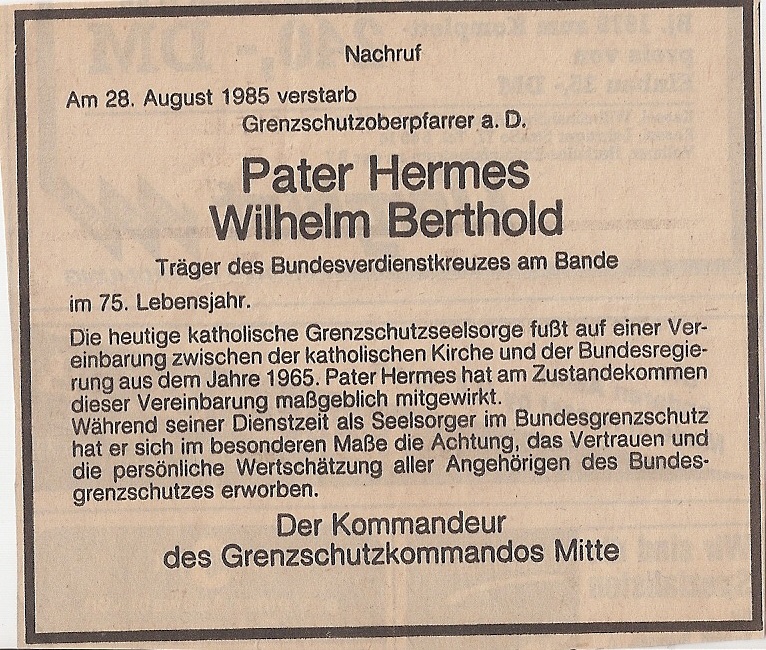 Nachruf
Am 28. August 1985 verstarb
Grenzschutzoberpfarrer a. D.
Pater Hermes
Wilhelm Berthold
Träger des Bundesverdienstkreuzes am Bande
im 75. Lebensjahr.
Die heutige katholische Grenzschutzseelsorge fußt auf einer Ver-
einbarung zwischen der katholischen Kirche und der Bundesregie-
rung aus dem Jahre 1965. Pater Hermes hat am Zustandekommen
dieser Vereinbarung maßgeblich mitgewirkt.
Während seiner Dienstzeit als Seelsorger im Bundesgrenzschutz
hat er sich im besonderen Maße die Achtung, das Vertrauen und
die persönliche Wertschätzung aller Angehörigen des Bundes-
grenzschutzes erworben.
Der Kommandeur
des Grenzschutzkommandos Mitte